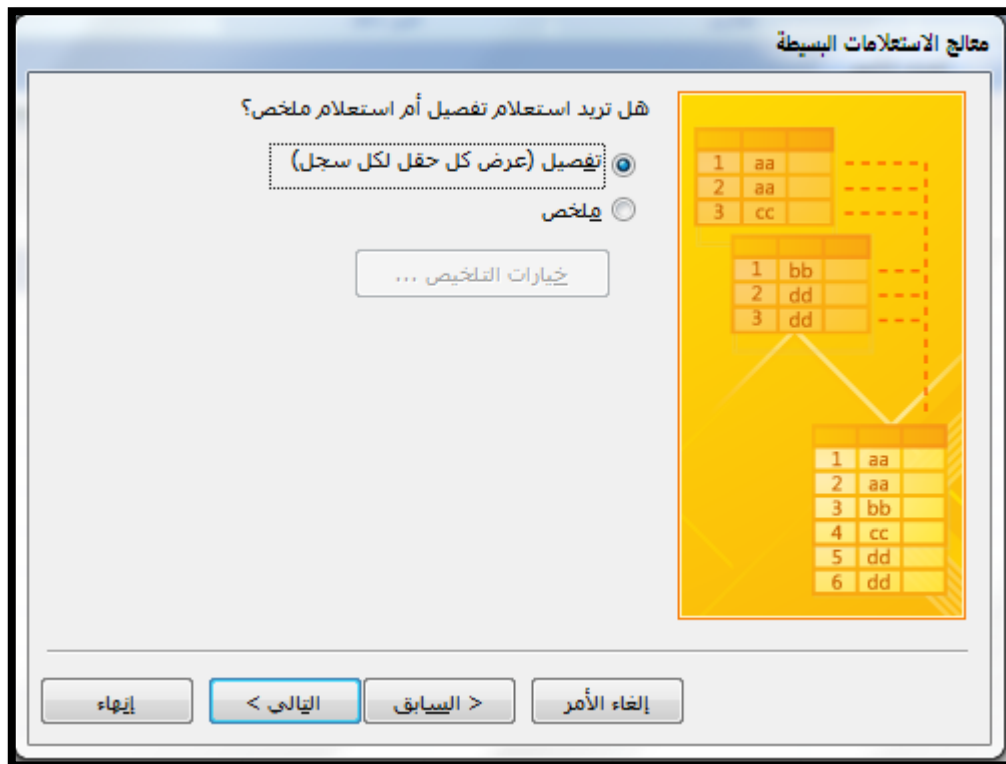 معالج الاستعلامات البسيطة
هل تريد استعلام تفصيل أم استعلام ملخص؟
تفصيل (عرض كل حقل لكل سجل)
ملخص
خيارات التلخيص ...
1 aa
2 aa
3 cc
1 bb
2 dd
3 dd
1 aa
2 aa
3 bb
4 cc
5 dd
6 dd
إلغاء الأمر
< السابق
التالي >
إنهاء